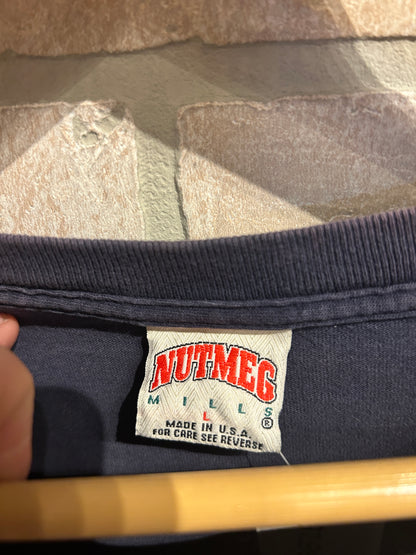 NUTMEG
MILLS
L
MADE IN U.S.A. ®
FOR CARE SEE REVERSE